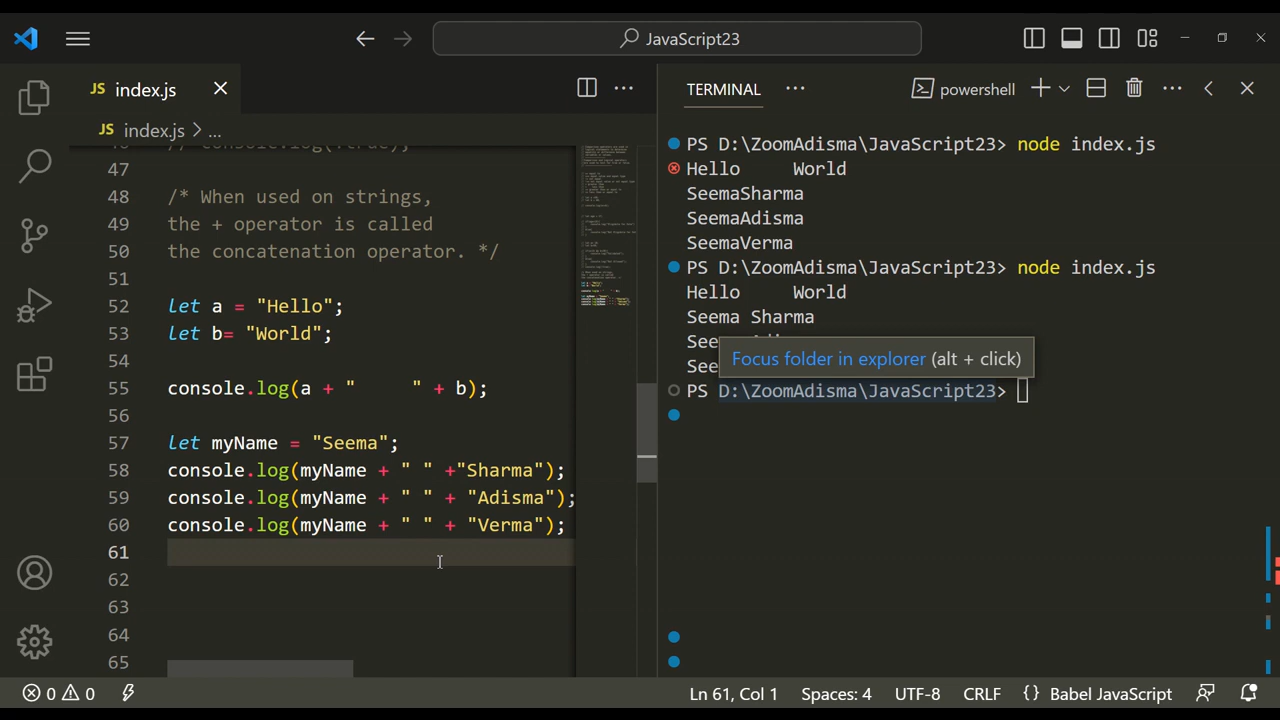 JavaScript23
JS index.js
JS index.js > ...
47
48 /* When used on strings,
49 the + operator is called
50 the concatenation operator. */
51
52 let a = "Hello";
53 let b= "World";
54
55 console.log(a + "     " + b);
56
57 let myName = "Seema";
58 console.log(myName + " " +"Sharma");
59 console.log(myName + " " + "Adisma");
60 console.log(myName + " " + "Verma");
61
62
63
64
65
TERMINAL
powershell
PS D:\ZoomAdisma\JavaScript23> node index.js
Hello     World
SeemaSharma
SeemaAdisma
SeemaVerma
PS D:\ZoomAdisma\JavaScript23> node index.js
Hello     World
Seema Sharma
Focus folder in explorer (alt + click)
PS D:\ZoomAdisma\JavaScript23>
0 0
Ln 61, Col 1
Spaces: 4
UTF-8
CRLF
{} Babel JavaScript